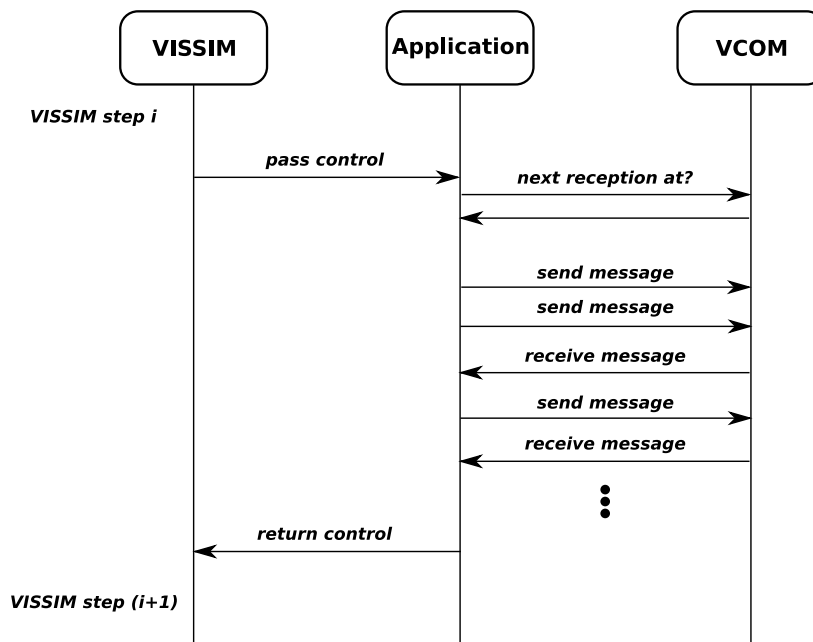 VISSIM
Application
VCOM
VISSIM step i
pass control
next reception at?
send message
send message
receive message
send message
receive message
return control
VISSIM step (i+1)